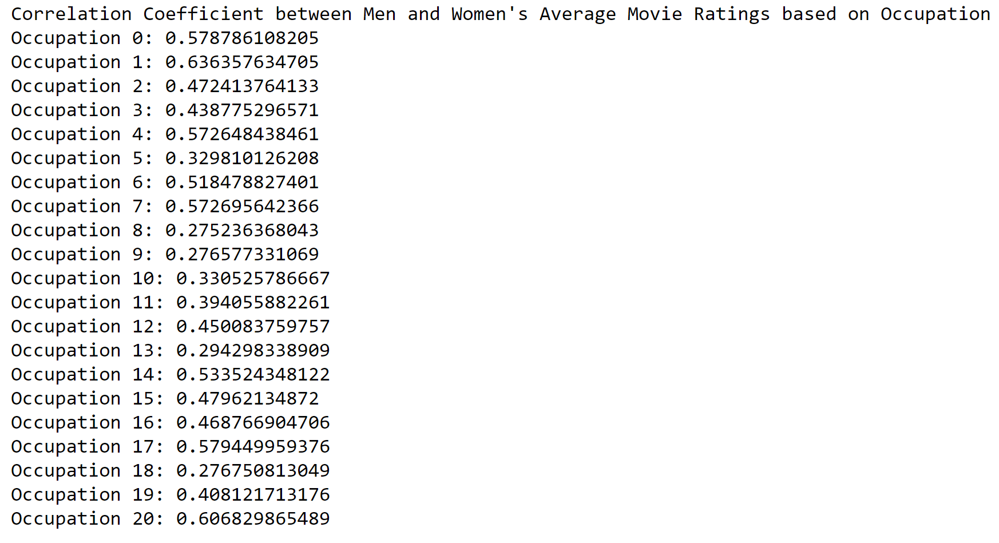 Correlation Coefficient between Men and Women's Average Movie Ratings based on Occupation
Occupation 0: 0.578786108205
Occupation 1: 0.636357634705
Occupation 2: 0.472413764133
Occupation 3: 0.438775296571
Occupation 4: 0.572648438461
Occupation 5: 0.329810126208
Occupation 6: 0.518478827401
Occupation 7: 0.572695642366
Occupation 8: 0.275236368043
Occupation 9: 0.276577331069
Occupation 10: 0.330525786667
Occupation 11: 0.394055882261
Occupation 12: 0.450083759757
Occupation 13: 0.294298338909
Occupation 14: 0.533524348122
Occupation 15: 0.47962134872
Occupation 16: 0.468766904706
Occupation 17: 0.579449959376
Occupation 18: 0.276750813049
Occupation 19: 0.408121713176
Occupation 20: 0.606829865489